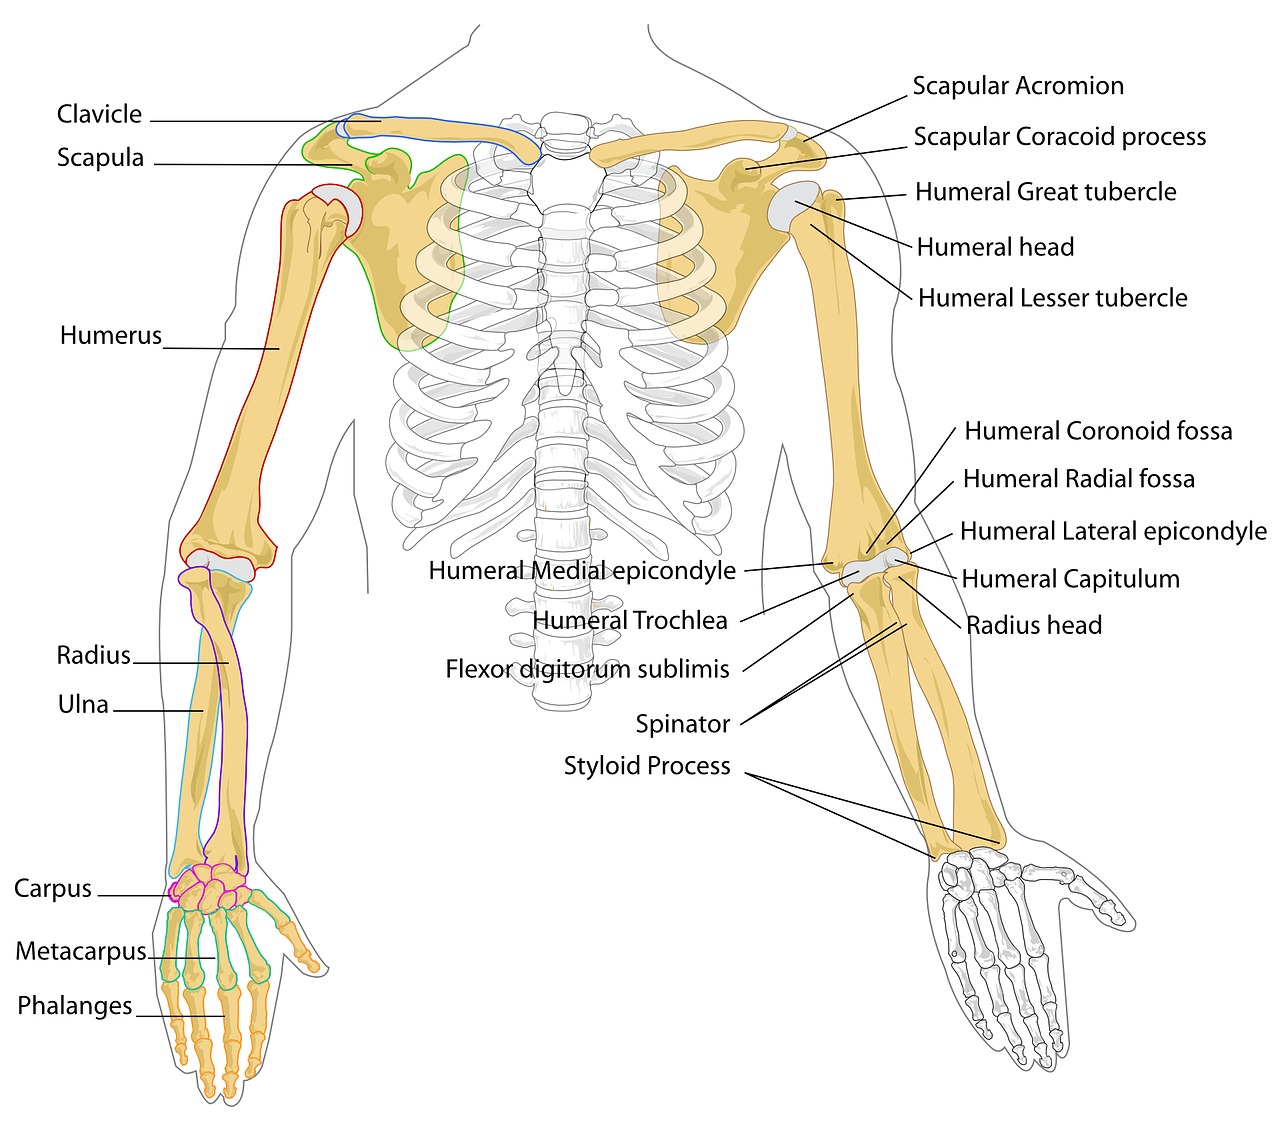 Clavicle
Scapula
Humerus
Radius
Ulna
Carpus
Metacarpus
Phalanges
Scapular Acromion
Scapular Coracoid process
Humeral Great tubercle
Humeral head
Humeral Lesser tubercle
Humeral Coronoid fossa
Humeral Radial fossa
Humeral Lateral epicondyle
Humeral Capitulum
Radius head
Humeral Medial epicondyle
Humeral Trochlea
Flexor digitorum sublimis
Spinator
Styloid Process